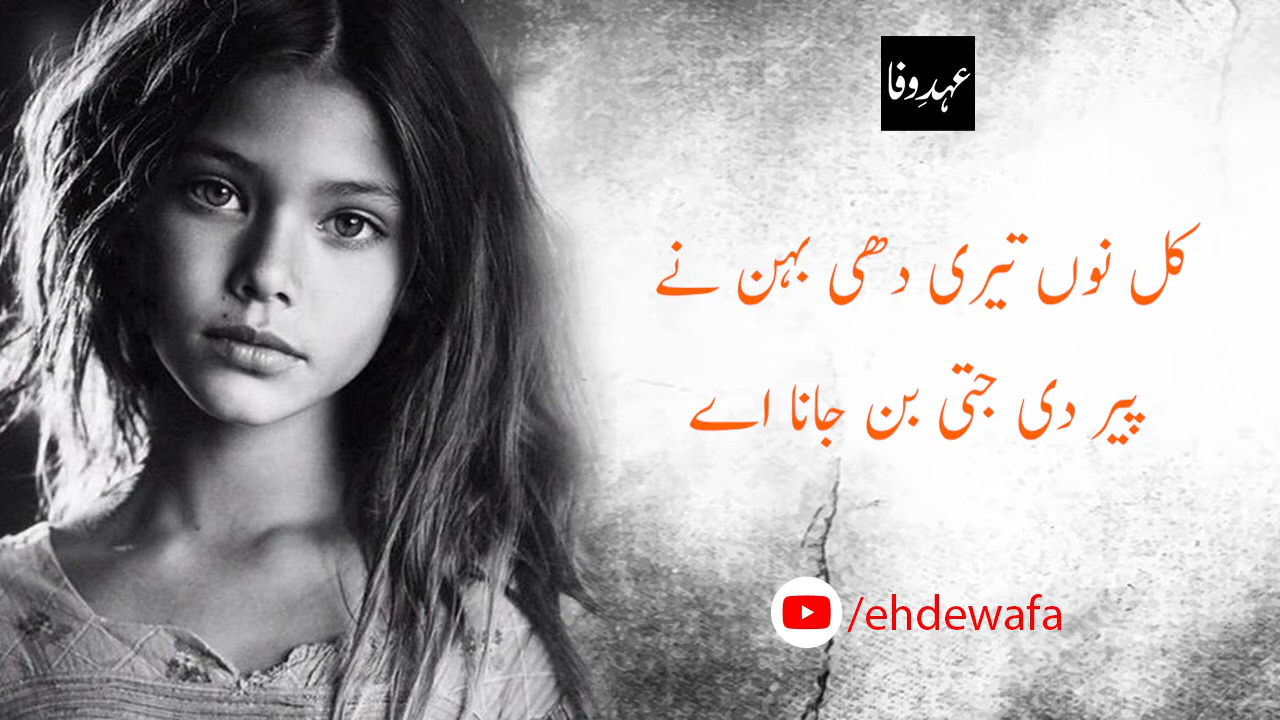 عہدِ وفا
کل نوں تیری دھی بہن نے
پیر دی جتی بن جانا اے
/ehdewafa